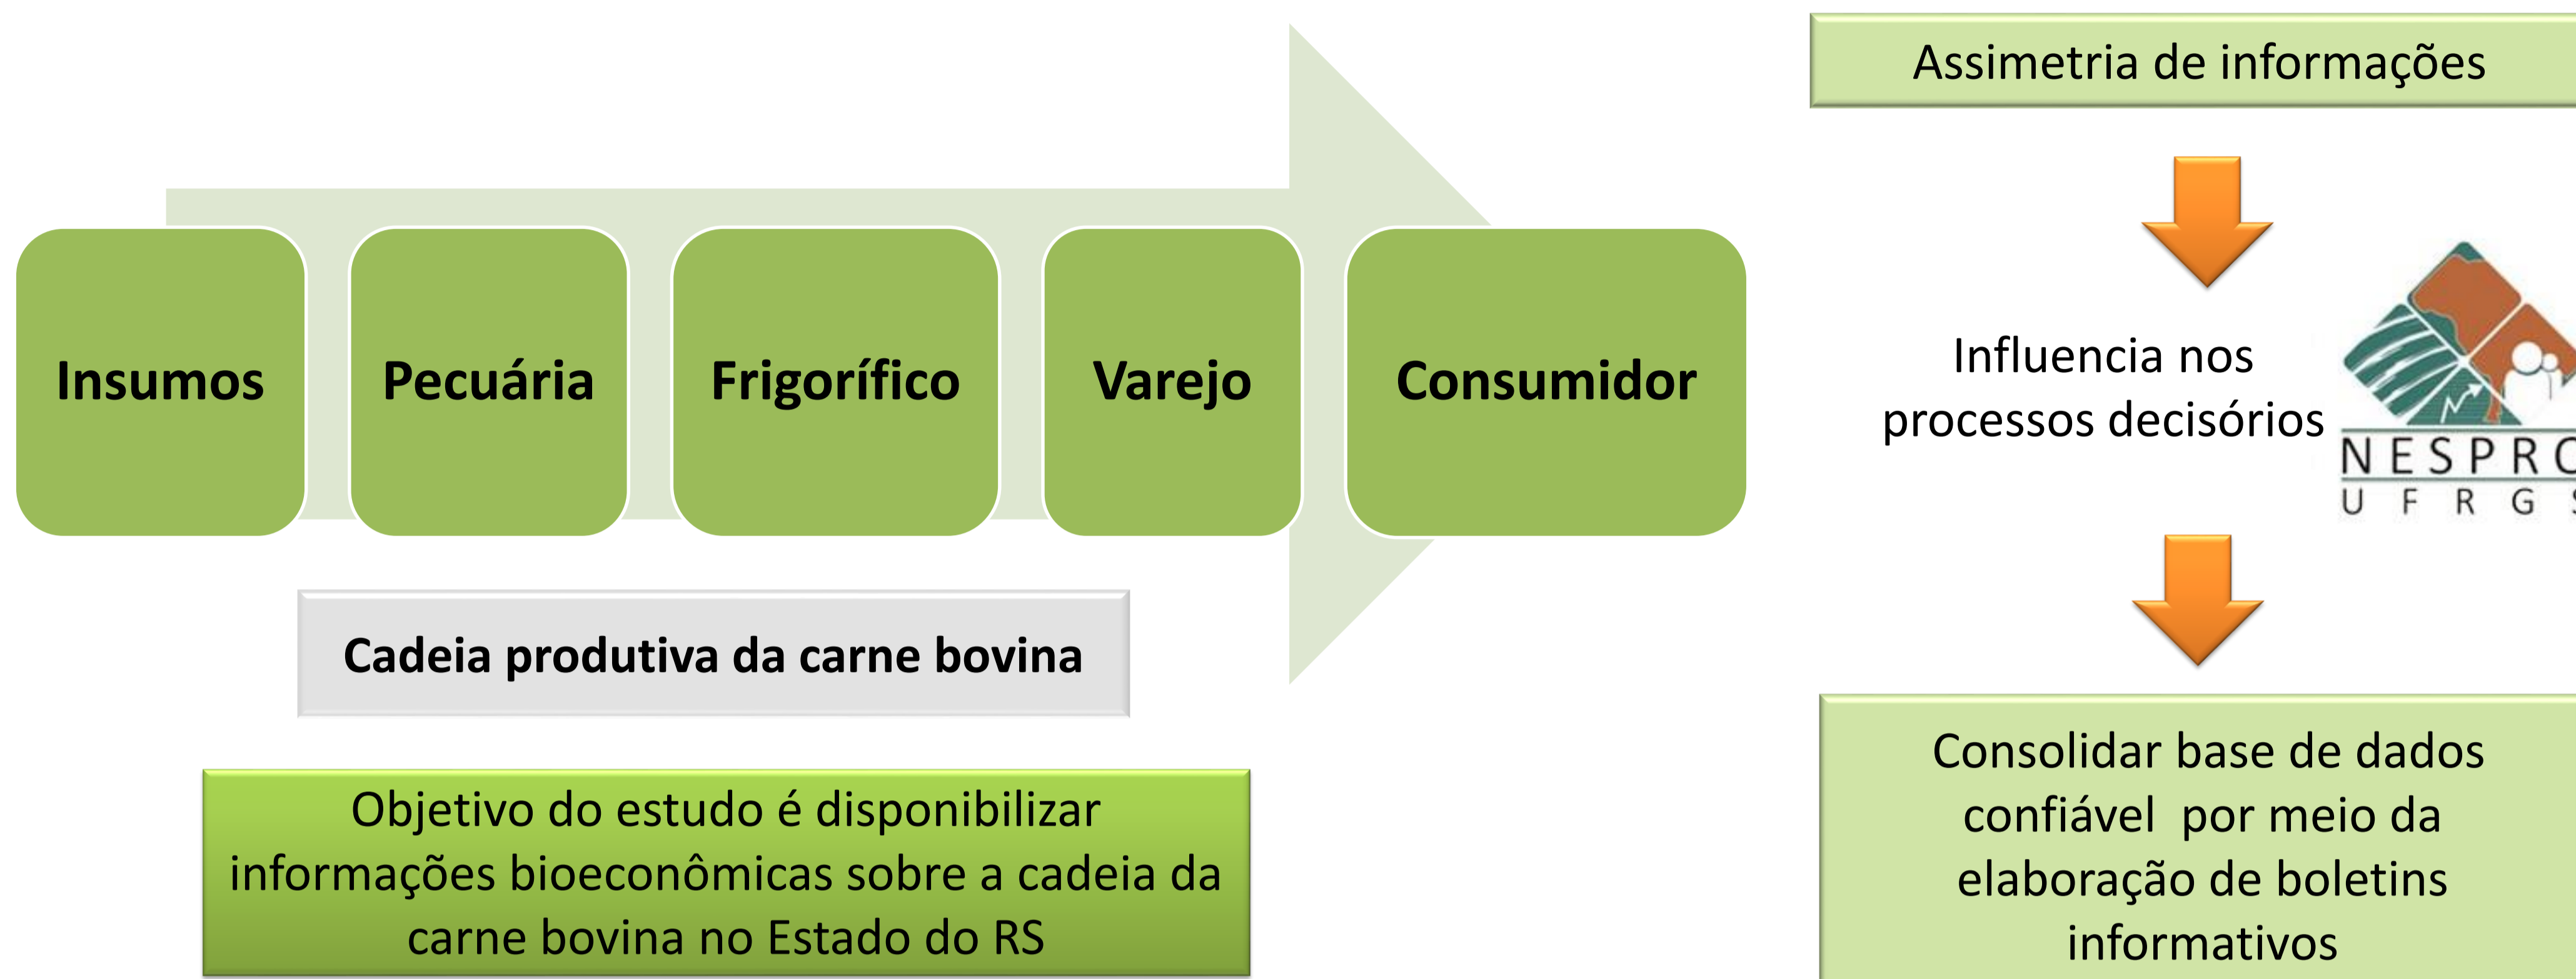 Insumos
Pecuária
Frigorífico
Varejo
Consumidor
Cadeia produtiva da carne bovina
Objetivo do estudo é disponibilizar
informações bioeconômicas sobre a cadeia da
carne bovina no Estado do RS
Assimetria de informações
Influencia nos
processos decisórios
NESPRO
UFRGS
Consolidar base de dados
confiável  por meio da
elaboração de boletins
informativos